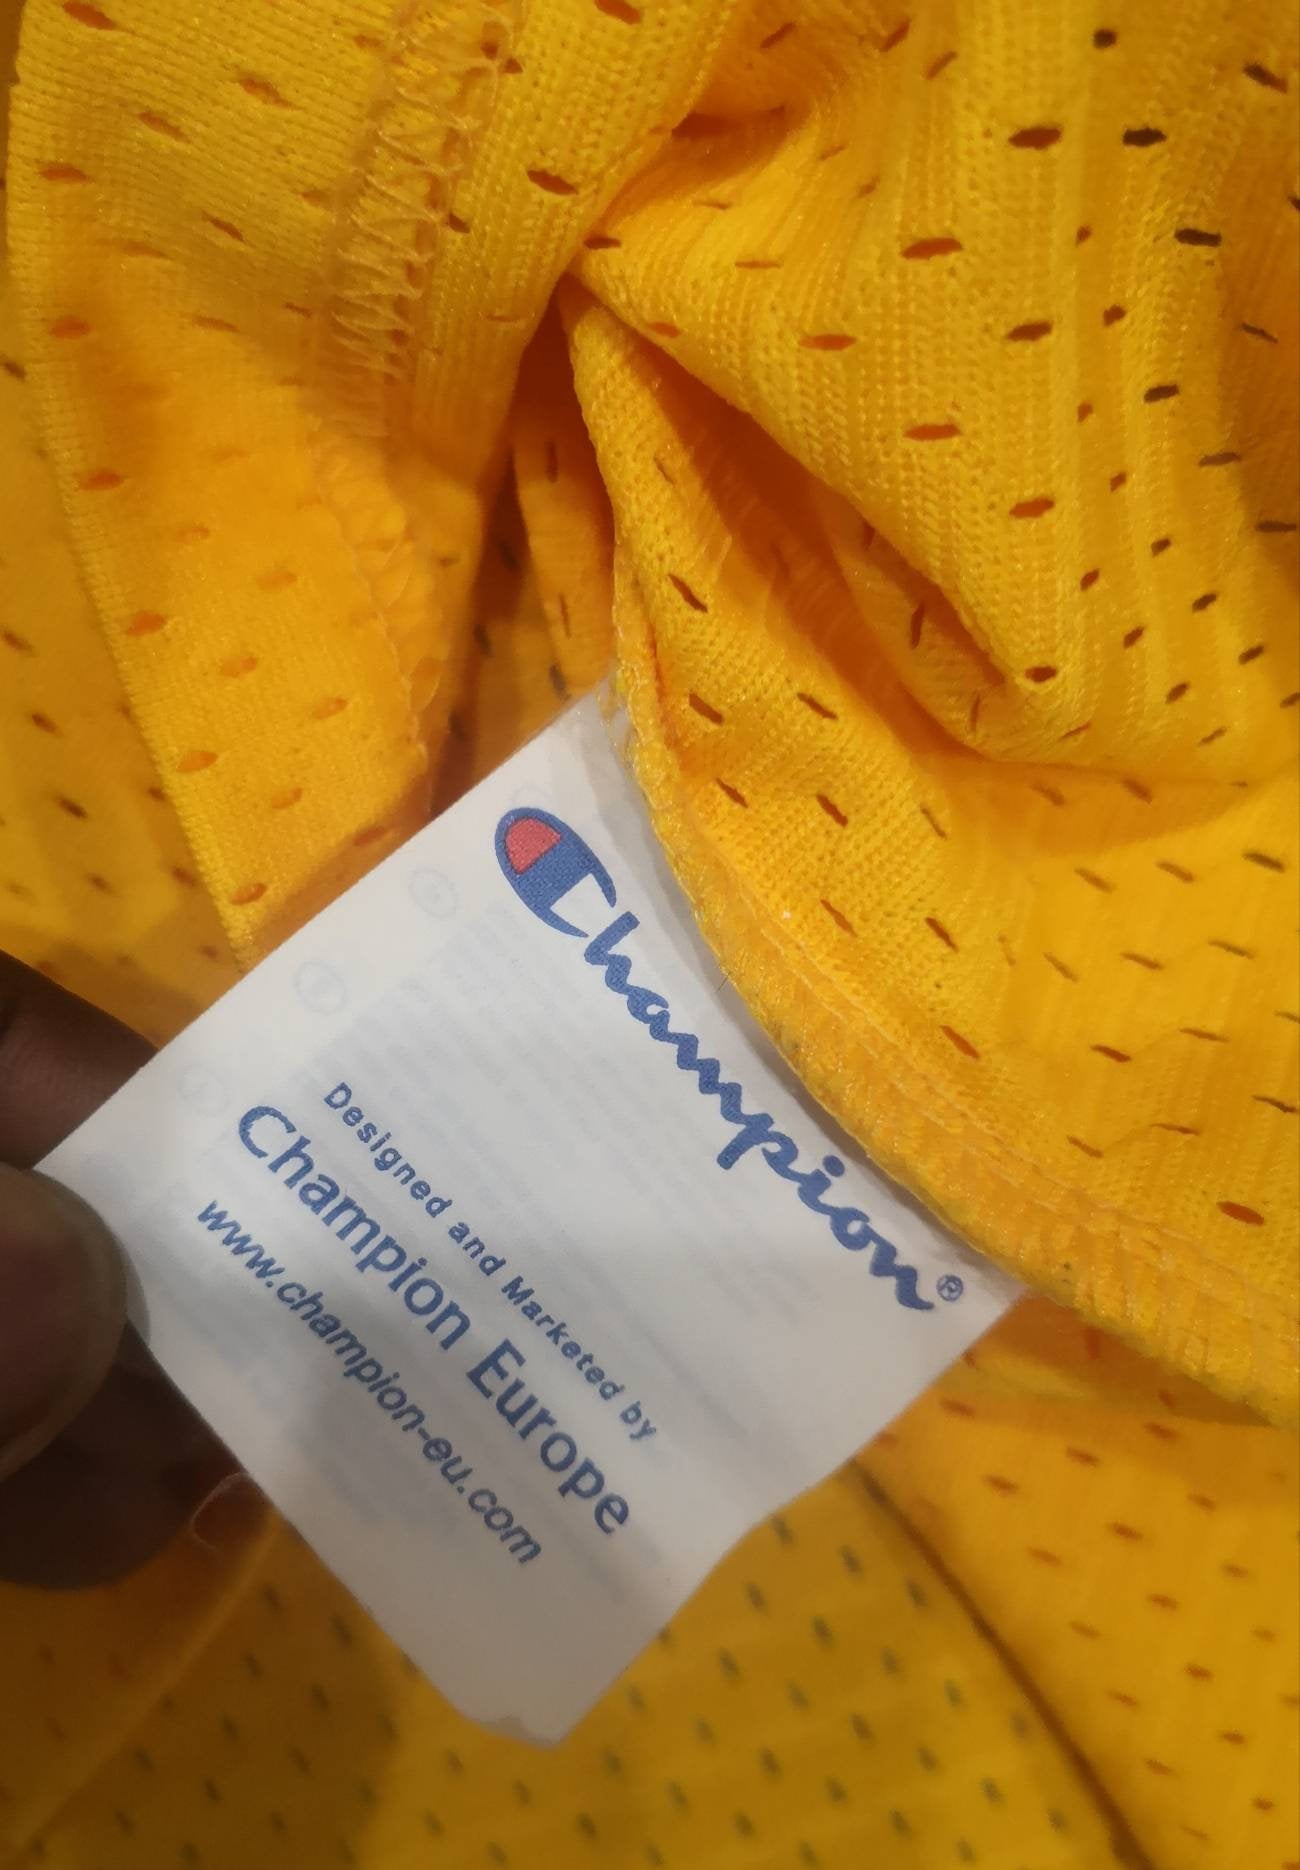 Champion®
Designed and Marketed by
Champion Europe
www.champion-eu.com